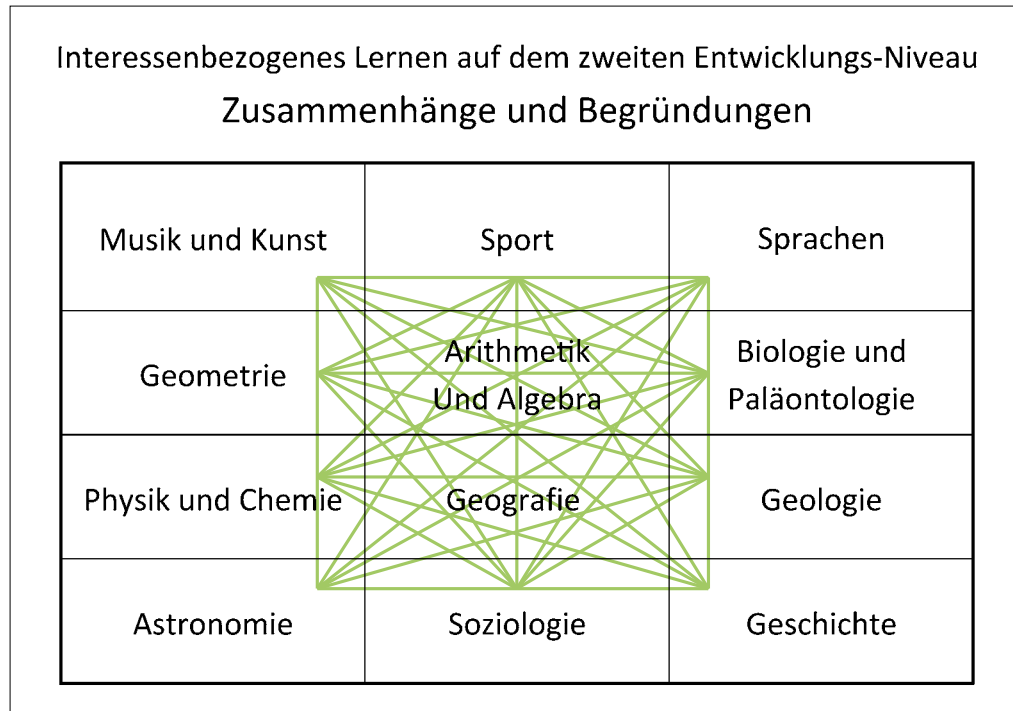 Interessenbezogenes Lernen auf dem zweiten Entwicklungs-Niveau
Zusammenhänge und Begründungen
Musik und Kunst
Sport
Sprachen
Geometrie
Arithmetik
Und Algebra
Biologie und
Paläontologie
Physik und Chemie
Geografie
Geologie
Astronomie
Soziologie
Geschichte